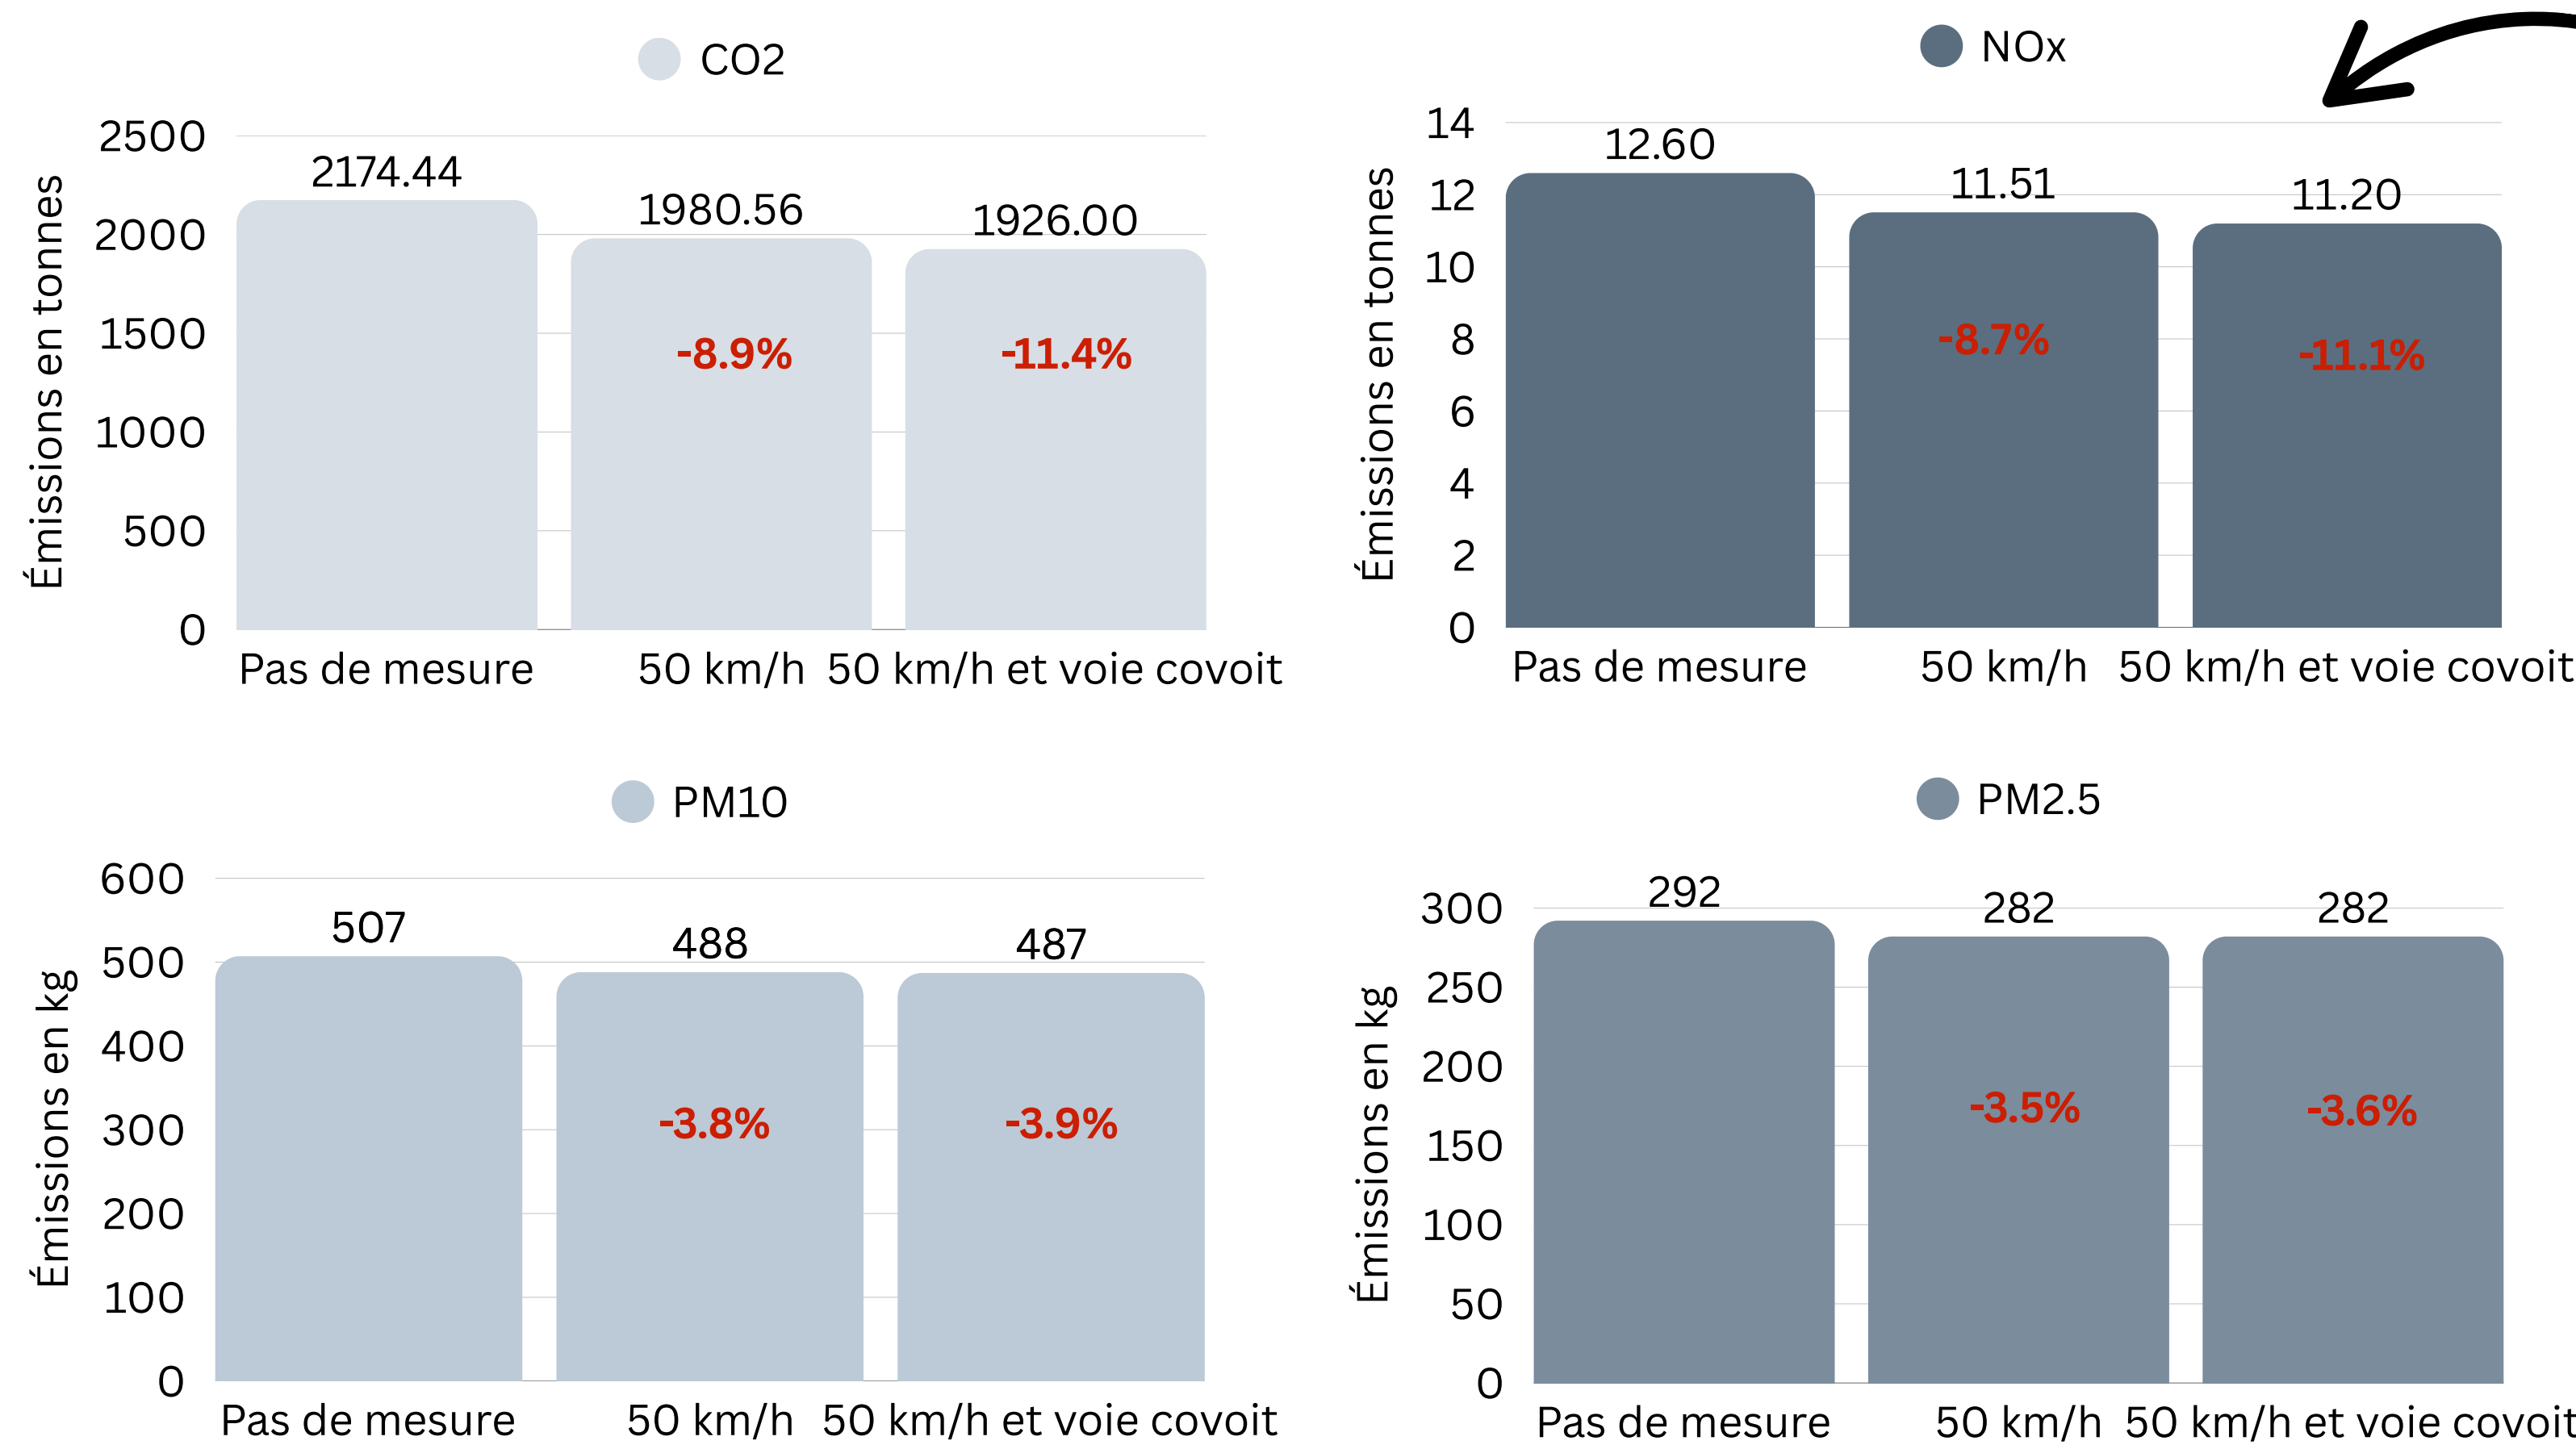 CO2
Émissions en tonnes
2500
2000
1500
1000
500
0
2174.44
1980.56
1926.00
-8.9%
-11.4%
Pas de mesure
50 km/h
50 km/h et voie covoit
NOx
Émissions en tonnes
14
12
10
8
6
4
2
0
12.60
11.51
11.20
-8.7%
-11.1%
Pas de mesure
50 km/h
50 km/h et voie covoit
PM10
Émissions en kg
600
500
400
300
200
100
0
507
488
487
-3.8%
-3.9%
Pas de mesure
50 km/h
50 km/h et voie covoit
PM2.5
Émissions en kg
300
250
200
150
100
50
0
292
282
282
-3.5%
-3.6%
Pas de mesure
50 km/h
50 km/h et voie covoit